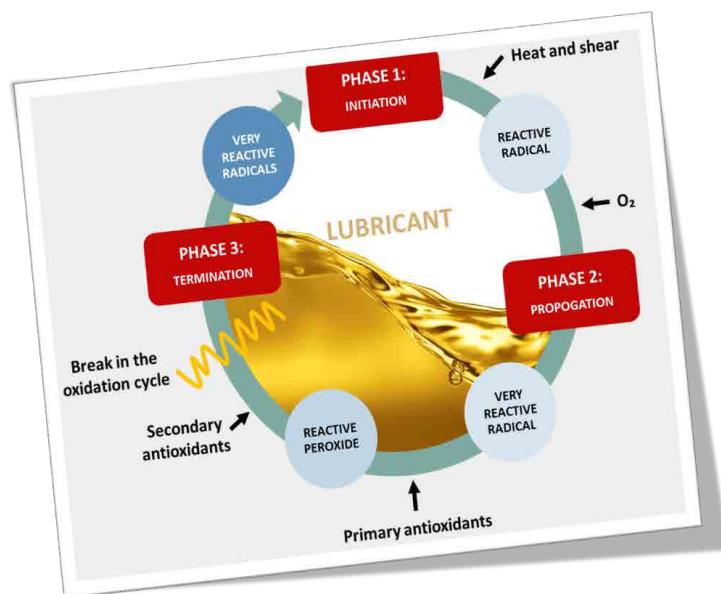 PHASE 1:
INITIATION
Heat and shear
REACTIVE
RADICAL
O₂
PHASE 2:
PROPOGATION
VERY
REACTIVE
RADICAL
Primary antioxidants
REACTIVE
PEROXIDE
Secondary
antioxidants
Break in the
oxidation cycle
PHASE 3:
TERMINATION
VERY
REACTIVE
RADICALS
LUBRICANT